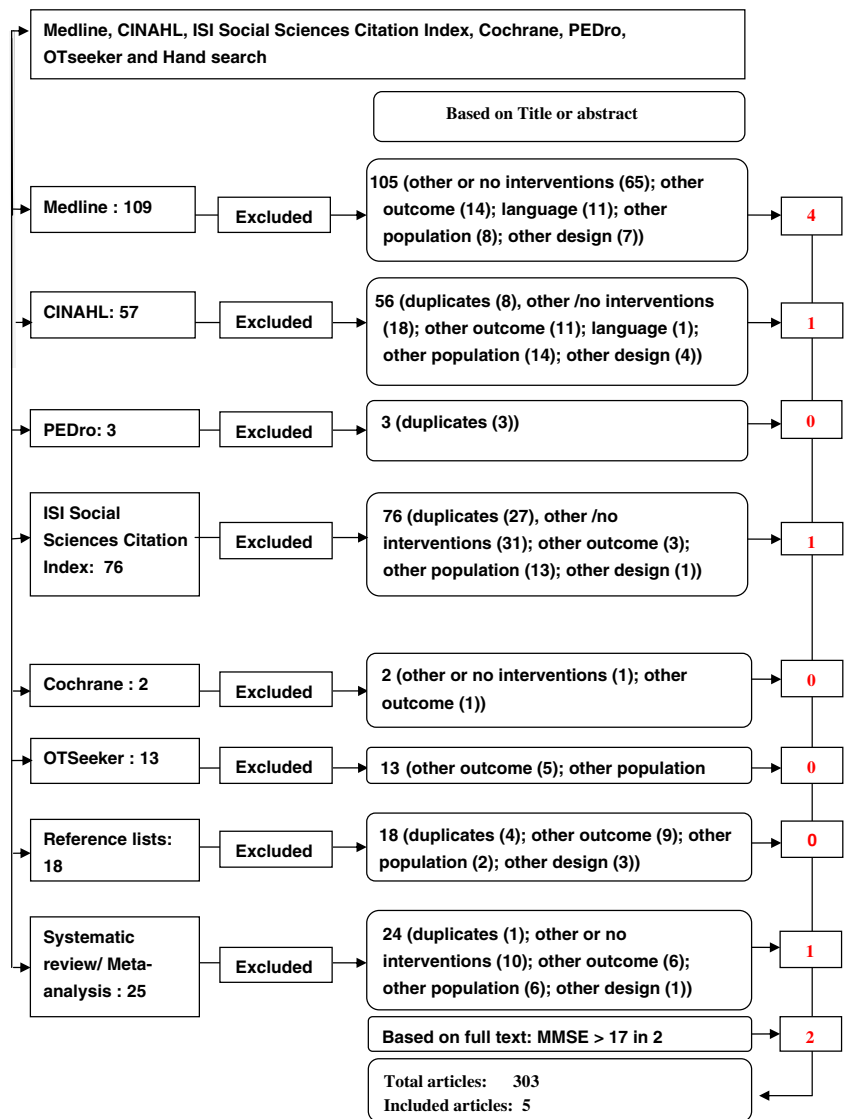 Medline, CINAHL, ISI Social Sciences Citation Index, Cochrane, PEDro,
OTseeker and Hand search
Based on Title or abstract
Medline : 109
Excluded
105 (other or no interventions (65); other
outcome (14); language (11); other
population (8); other design (7))
4
CINAHL: 57
Excluded
56 (duplicates (8), other /no interventions
(18); other outcome (11); language (1);
other population (14); other design (4))
1
PEDro: 3
Excluded
3 (duplicates (3))
0
ISI Social
Sciences Citation
Index: 76
Excluded
76 (duplicates (27), other /no
interventions (31); other outcome (3);
other population (13); other design (1))
1
Cochrane : 2
Excluded
2 (other or no interventions (1); other
outcome (1))
0
OTSeeker : 13
Excluded
13 (other outcome (5); other population
0
Reference lists:
18
Excluded
18 (duplicates (4); other outcome (9); other
population (2); other design (3))
0
Systematic
review/ Meta-
analysis : 25
Excluded
24 (duplicates (1); other or no
interventions (10); other outcome (6);
other population (6); other design (1))
1
Based on full text: MMSE > 17 in 2
2
Total articles: 303
Included articles: 5